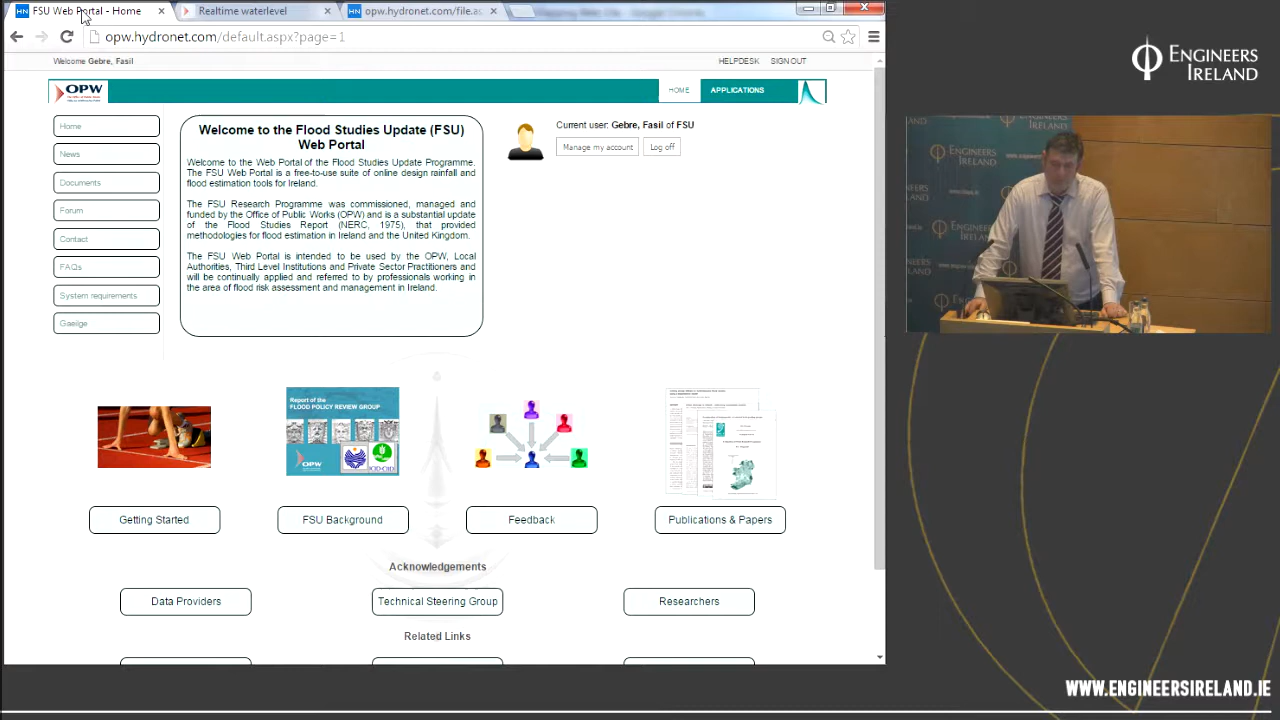 FSU Web Portal - Home
Realtime waterlevel
opw.hydronet.com/file.as
opw.hydronet.com/default.aspx?page=1
Welcome Gebre, Fasil
HELPDESK
SIGN OUT
OPW
HOME
APPLICATIONS
Home
News
Documents
Forum
Contact
FAQs
System requirements
Gaeilge
Welcome to the Flood Studies Update (FSU)
Web Portal
Welcome to the Web Portal of the Flood Studies Update Programme.
The FSU Web Portal is a free-to-use suite of online design rainfall and
flood estimation tools for Ireland.
The FSU Research Programme was commissioned, managed and
funded by the Office of Public Works (OPW) and is a substantial update
of the Flood Studies Report (NERC, 1975), that provided
methodologies for flood estimation in Ireland and the United Kingdom.
The FSU Web Portal is intended to be used by the OPW, Local
Authorities, Third Level Institutions and Private Sector Practitioners and
will be continually applied and referred to by professionals working in
the area of flood risk assessment and management in Ireland.
Current user: Gebre, Fasil of FSU
Manage my account
Log off
Report of the
FLOOD POLICY REVIEW GROUP
OPW
Getting Started
FSU Background
Feedback
Publications & Papers
Acknowledgements
Data Providers
Technical Steering Group
Researchers
Related Links
ENGINEERS
IRELAND
WWW.ENGINEERSIRELAND.IE